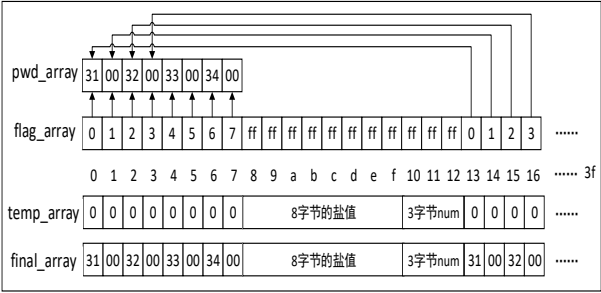 pwd_array 31 00 32 00 33 00 34 00
flag_array 0 1 2 3 4 5 6 7 ff ff ff ff ff ff ff ff ff ff ff 0 1 2 3 ······
0 1 2 3 4 5 6 7 8 9 a b c d e f 10 11 12 13 14 15 16 ······ 3f
temp_array 0 0 0 0 0 0 0 0 8字节的盐值 3字节num 0 0 0 0 ······
final_array 31 00 32 00 33 00 34 00 8字节的盐值 3字节num 31 00 32 00 ······